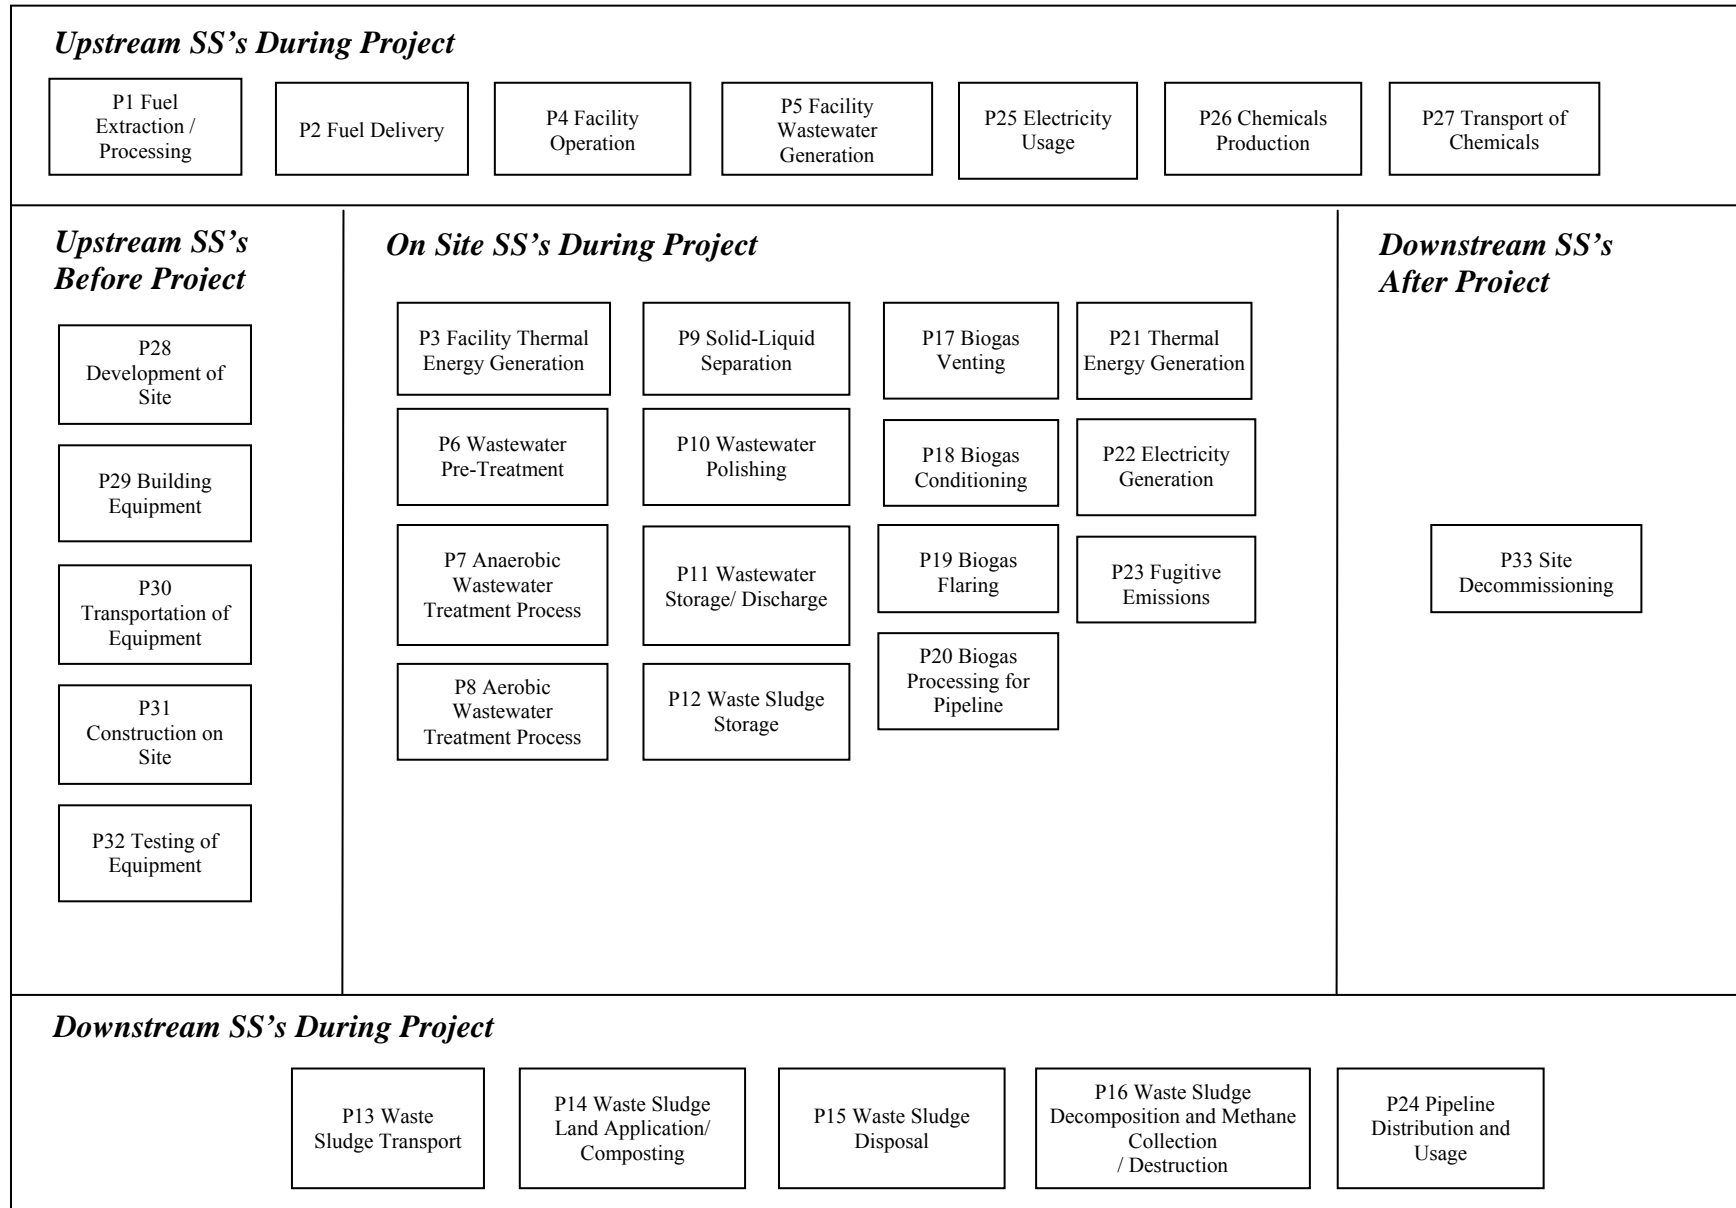 Upstream SS’s During Project
P1 Fuel
Extraction /
Processing
P2 Fuel Delivery
P4 Facility
Operation
P5 Facility
Wastewater
Generation
P25 Electricity
Usage
P26 Chemicals
Production
P27 Transport of
Chemicals
Upstream SS’s
Before Project
P28
Development of
Site
P29 Building
Equipment
P30
Transportation of
Equipment
P31
Construction on
Site
P32 Testing of
Equipment
On Site SS’s During Project
P3 Facility Thermal
Energy Generation
P6 Wastewater
Pre-Treatment
P7 Anaerobic
Wastewater
Treatment Process
P8 Aerobic
Wastewater
Treatment Process
P9 Solid-Liquid
Separation
P10 Wastewater
Polishing
P11 Wastewater
Storage/ Discharge
P12 Waste Sludge
Storage
P17 Biogas
Venting
P18 Biogas
Conditioning
P19 Biogas
Flaring
P20 Biogas
Processing for
Pipeline
P21 Thermal
Energy Generation
P22 Electricity
Generation
P23 Fugitive
Emissions
Downstream SS’s
After Project
P33 Site
Decommissioning
Downstream SS’s During Project
P13 Waste
Sludge Transport
P14 Waste Sludge
Land Application/
Composting
P15 Waste Sludge
Disposal
P16 Waste Sludge
Decomposition and Methane
Collection
/ Destruction
P24 Pipeline
Distribution and
Usage